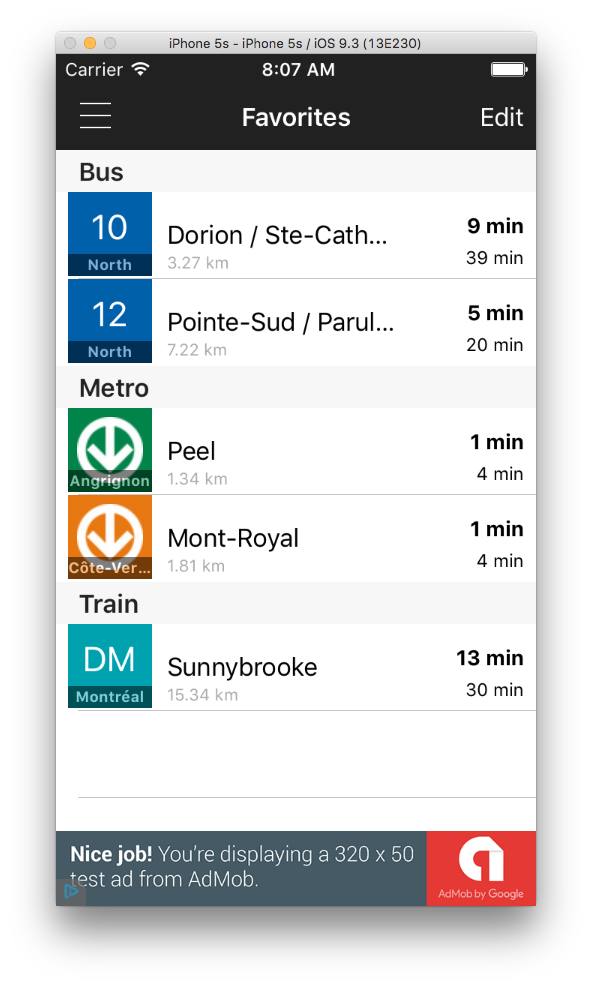 iPhone 5s - iPhone 5s / iOS 9.3 (13E230)
Carrier 8:07 AM
Favorites Edit
Bus
10 Dorion / Ste-Cath... 9 min
North 3.27 km 39 min
12 Pointe-Sud / Parul... 5 min
North 7.22 km 20 min
Metro
Peel 1 min
Angrignon 1.34 km 4 min
Mont-Royal 1 min
Côte-Ver... 1.81 km 4 min
Train
DM Sunnybrooke 13 min
Montréal 15.34 km 30 min
Nice job! You're displaying a 320 x 50
test ad from AdMob.
AdMob by Google